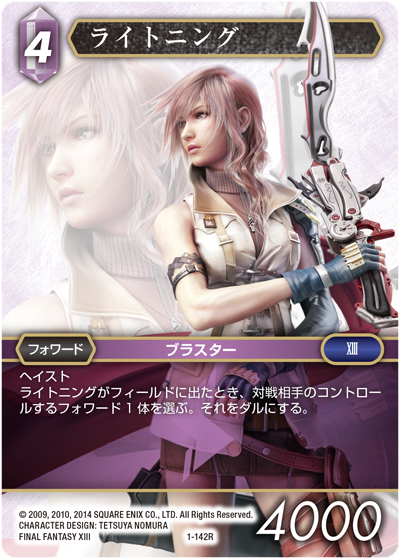 4
ライトニング
フォワード
ブラスター
XIII
ヘイスト
ライトニングがフィールドに出たとき、対戦相手のコントロー
ルするフォワード 1 体を選ぶ。それをダルにする。
© 2009, 2010, 2014 SQUARE ENIX CO., LTD. All Rights Reserved.
CHARACTER DESIGN: TETSUYA NOMURA
FINAL FANTASY XIII
1-142R
4000